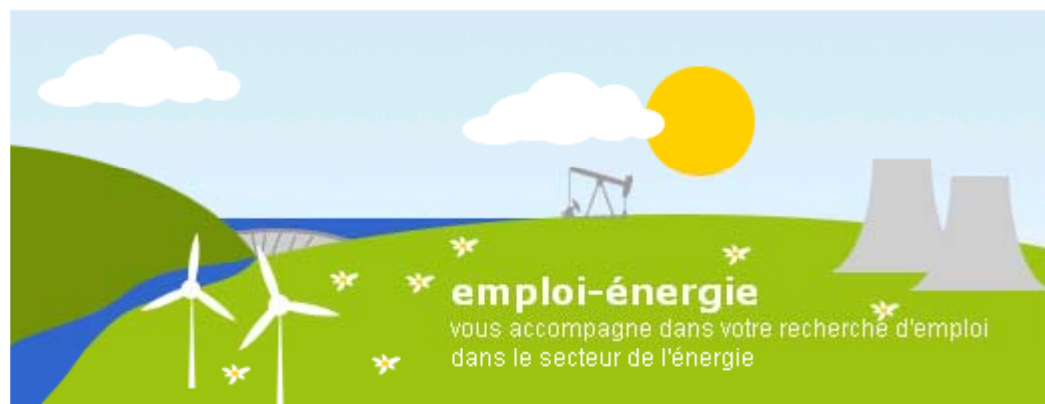 emploi-énergie
vous accompagne dans votre recherche d'emploi
dans le secteur de l'énergie